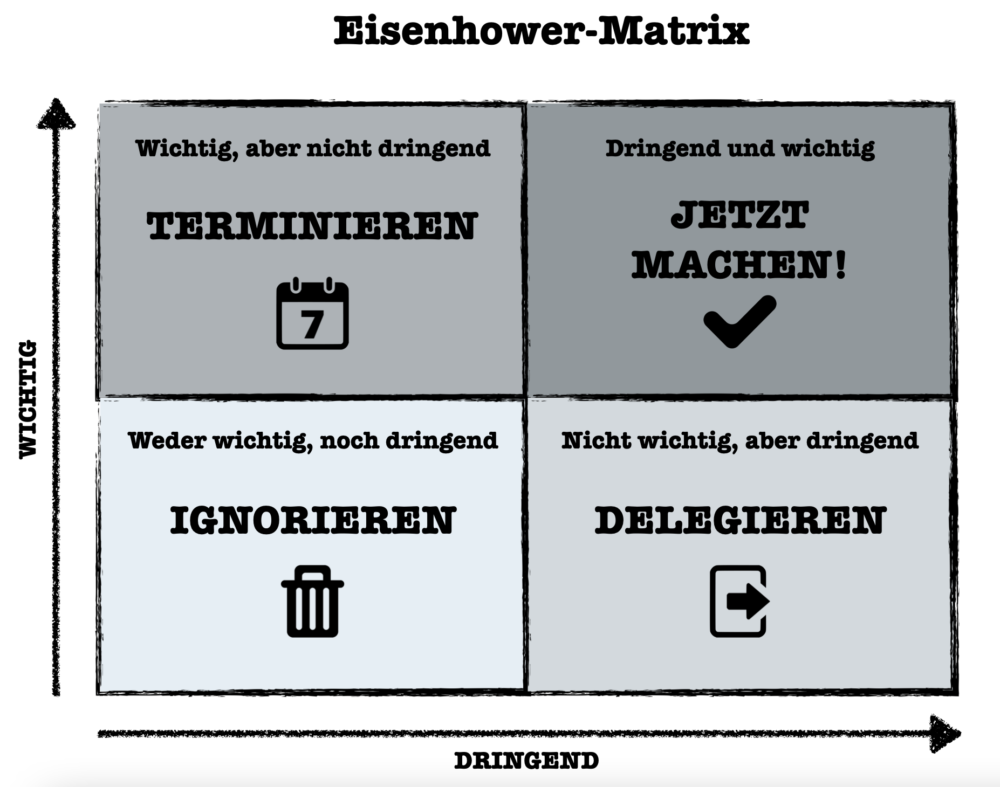 Eisenhower-Matrix
Wichtig, aber nicht dringend
TERMINIEREN
7
Dringend und wichtig
JETZT
MACHEN!
WICHTIG
Weder wichtig, noch dringend
IGNORIEREN
Nicht wichtig, aber dringend
DELEGIEREN
DRINGEND